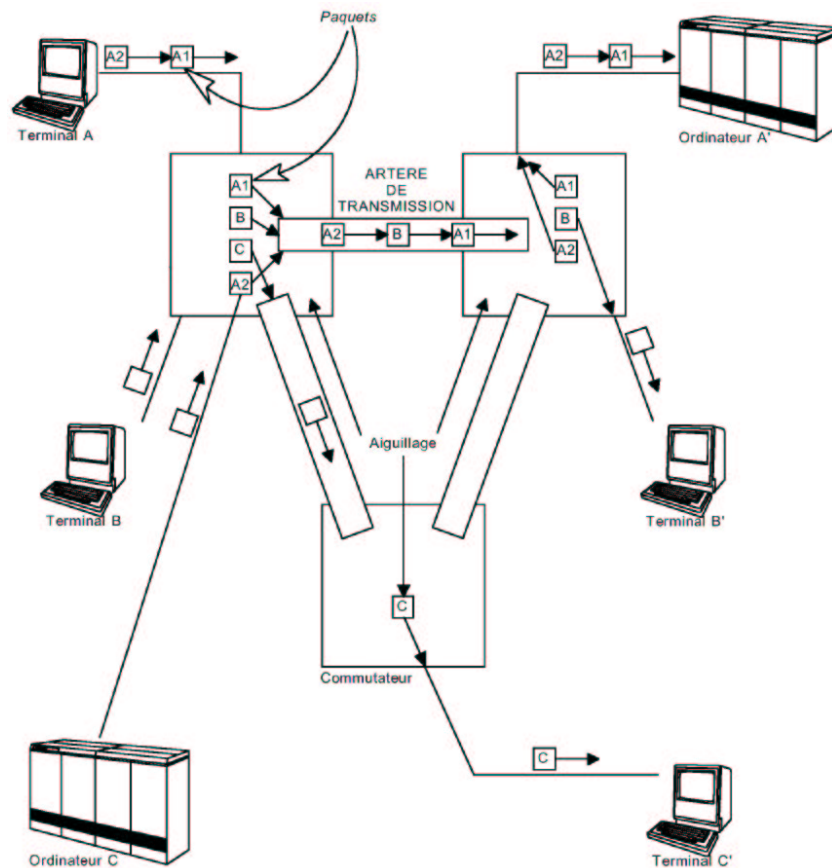 Paquets
A2
A1
Terminal A
A2
A1
Ordinateur A'
A1
B
C
A2
ARTERE
DE
TRANSMISSION
A2
B
A1
A1
B
A2
Terminal B
Aiguillage
Terminal B'
C
Commutateur
Ordinateur C
C
Terminal C'